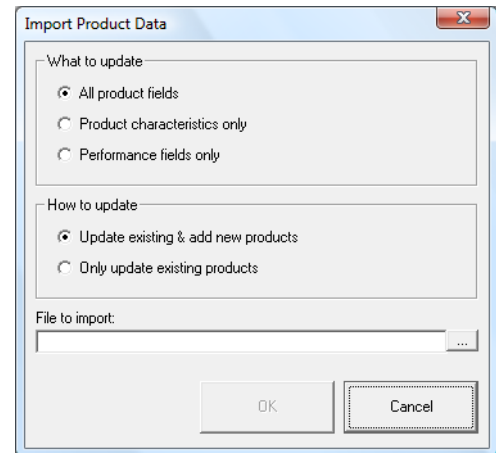 Import Product Data
What to update
All product fields
Product characteristics only
Performance fields only
How to update
Update existing & add new products
Only update existing products
File to import:
...
OK
Cancel